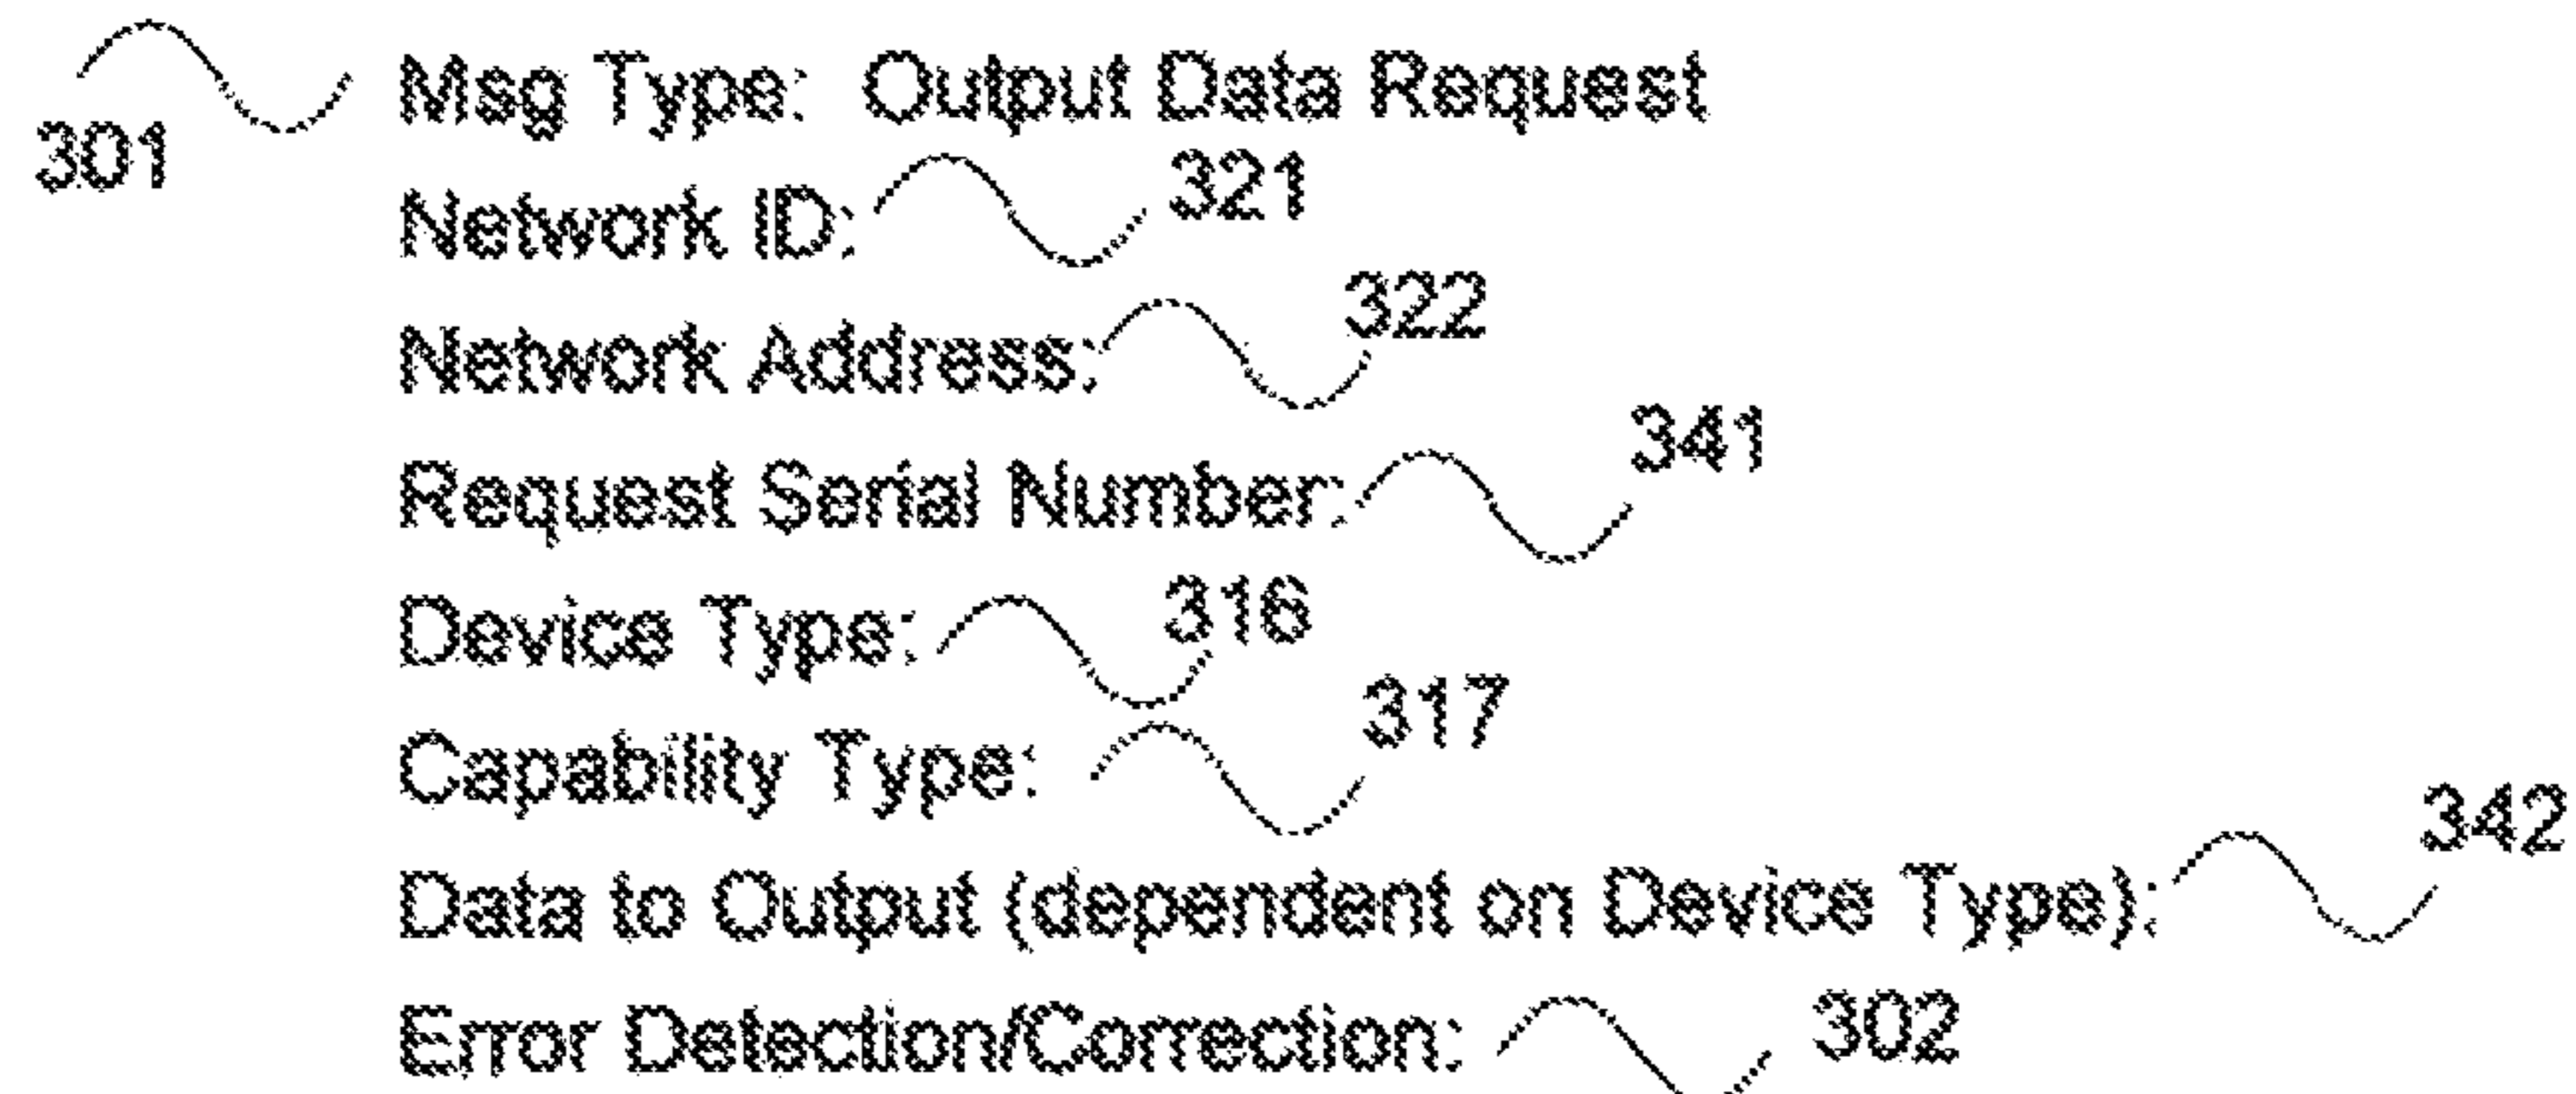 301 Msg Type: Output Data Request
Network ID: 321
Network Address: 322
Request Serial Number: 341
Device Type: 316
Capability Type: 317
Data to Output (dependent on Device Type): 342
Error Detection/Correction: 302